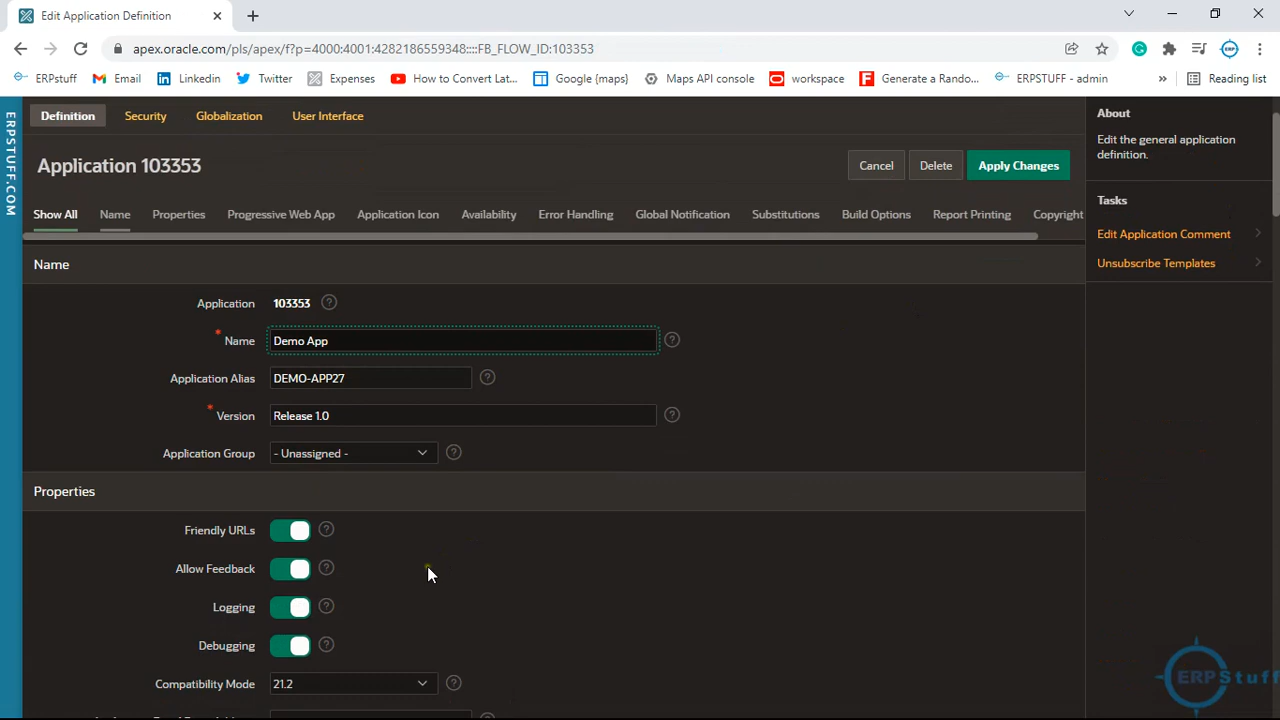 Edit Application Definition
apex.oracle.com/pls/apex/f?p=4000:4001:4282186559348::::FB_FLOW_ID:103353
ERPstuff Email Linkedin Twitter Expenses How to Convert Lat... Google {maps} Maps API console workspace Generate a Rando... ERPSTUFF - admin » Reading list
ERPSTUFF.COM
Definition Security Globalization User Interface
Application 103353
Cancel Delete Apply Changes
Show All Name Properties Progressive Web App Application Icon Availability Error Handling Global Notification Substitutions Build Options Report Printing Copyright
Name
Application 103353
* Name Demo App
Application Alias DEMO-APP27
* Version Release 1.0
Application Group - Unassigned -
Properties
Friendly URLs
Allow Feedback
Logging
Debugging
Compatibility Mode 21.2
About
Edit the general application
definition.
Tasks
Edit Application Comment
Unsubscribe Templates
ERPStuff